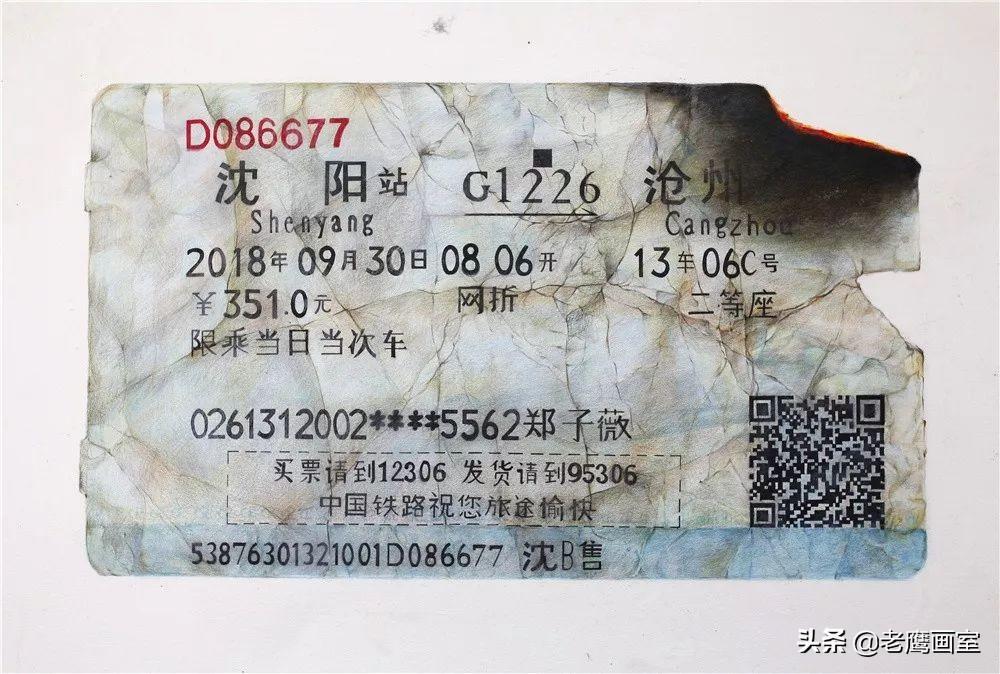 D086677
沈 阳站 G1226 沧州
Shenyang Cangzhou
2018年09月30日 08 06开 13车06C号
￥351.0元 网折 二等座
限乘当日当次车
0261312002****5562郑子薇
买票请到12306 发货请到95306
中国铁路祝您旅途愉快
53876301321001D086677 沈B售
头条 @老鹰画室